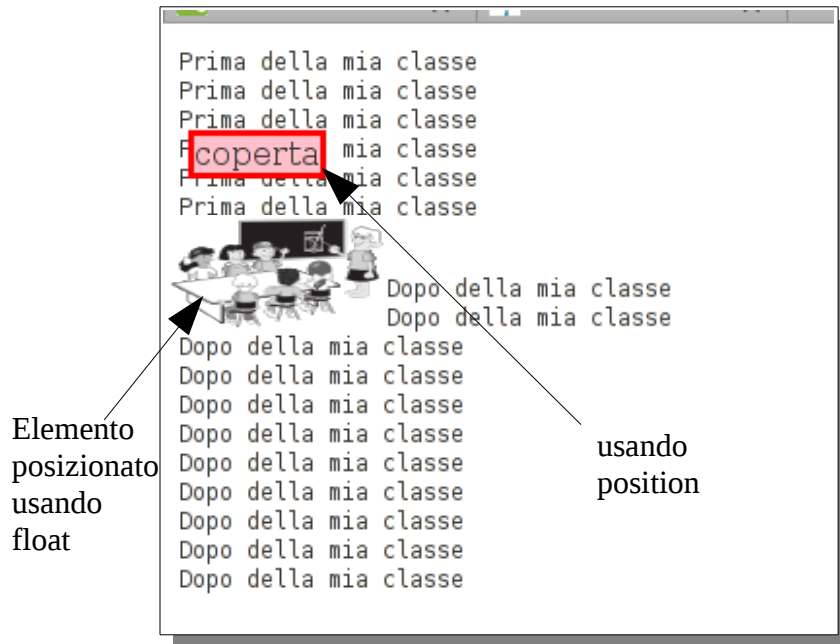 Prima della mia classe
Prima della mia classe
Prima della mia classe
coperta mia classe
Prima della mia classe
Prima della mia classe
Dopo della mia classe
Dopo della mia classe
Dopo della mia classe
Dopo della mia classe
Dopo della mia classe
Dopo della mia classe
Dopo della mia classe
Dopo della mia classe
Dopo della mia classe
Dopo della mia classe
Dopo della mia classe
Elemento
posizionato
usando
float
usando
position